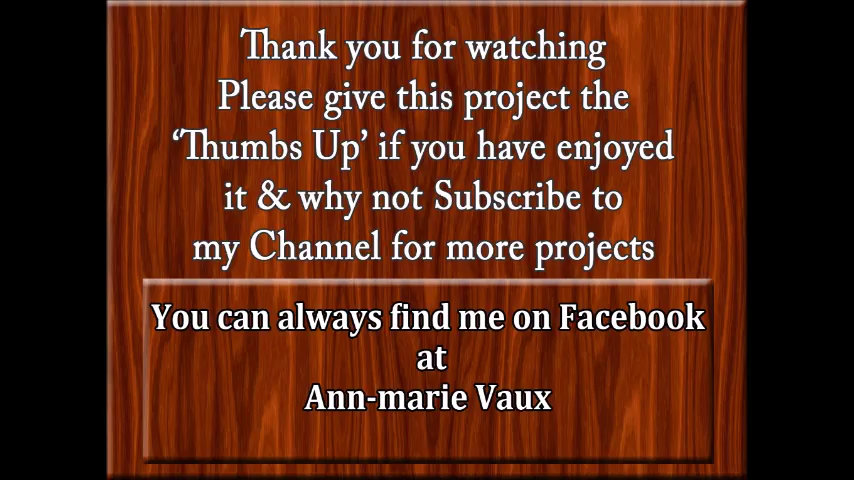 Thank you for watching
Please give this project the
‘Thumbs Up’ if you have enjoyed
it & why not Subscribe to
my Channel for more projects
You can always find me on Facebook
at
Ann-marie Vaux